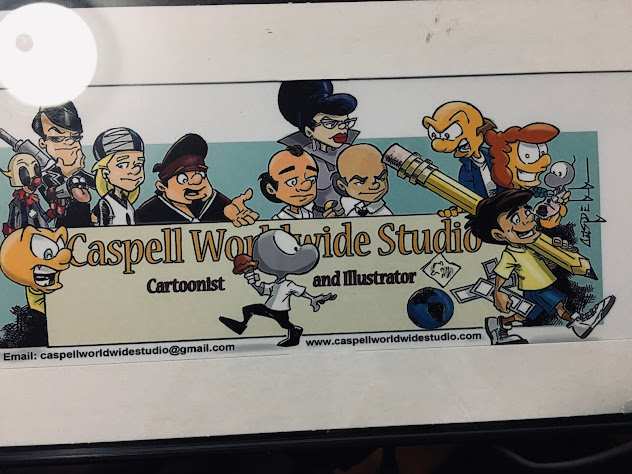 Caspell Worldwide Studio
Cartoonist and Illustrator
Email: caspellworldwidestudio@gmail.com
www.caspellworldwidestudio.com